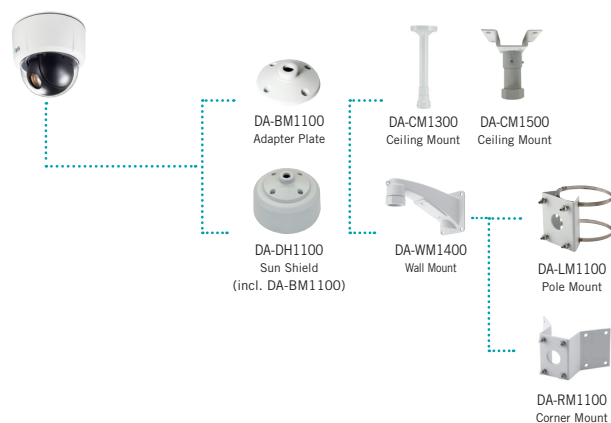 DA-BM1100
Adapter Plate
DA-CM1300
Ceiling Mount
DA-CM1500
Ceiling Mount
DA-DH1100
Sun Shield
(incl. DA-BM1100)
DA-WM1400
Wall Mount
DA-LM1100
Pole Mount
DA-RM1100
Corner Mount